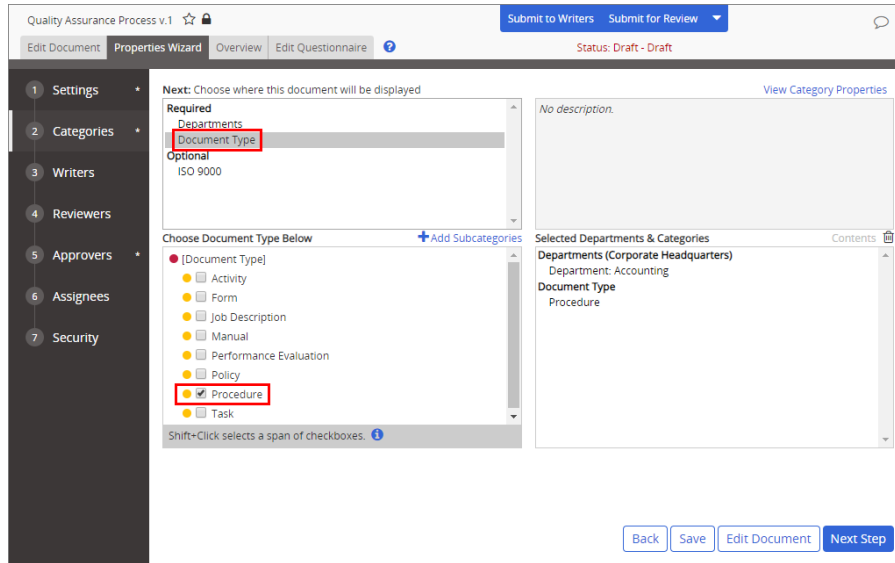 Quality Assurance Process v.1
Submit to Writers Submit for Review
Edit Document Properties Wizard Overview Edit Questionnaire ?
Status: Draft - Draft
1 Settings *
2 Categories *
3 Writers
4 Reviewers
5 Approvers *
6 Assignees
7 Security
Next: Choose where this document will be displayed
View Category Properties
Required
Departments
Document Type
Optional
ISO 9000
No description.
Choose Document Type Below
+Add Subcategories
[Document Type]
Activity
Form
Job Description
Manual
Performance Evaluation
Policy
Procedure
Task
Shift+Click selects a span of checkboxes. i
Selected Departments & Categories
Contents
Departments (Corporate Headquarters)
Department: Accounting
Document Type
Procedure
Back Save Edit Document Next Step